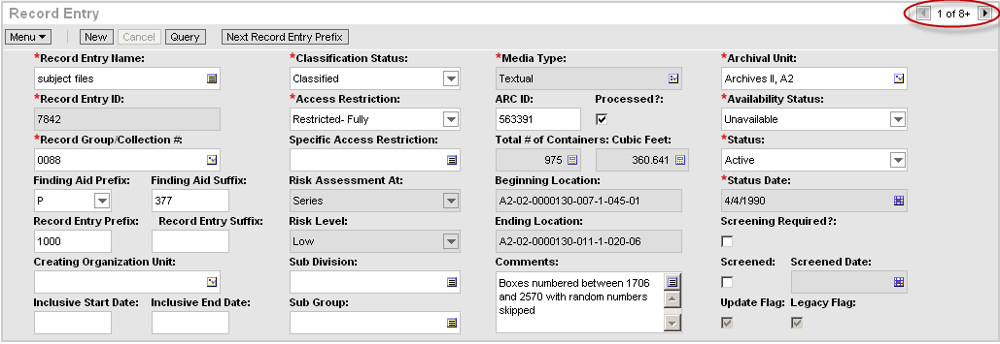 Record Entry 1 of 8+
Menu New Cancel Query Next Record Entry Prefix
*Record Entry Name: *Classification Status: *Media Type: *Archival Unit:
subject files Classified Textual Archives II, A2
*Record Entry ID: *Access Restriction: ARC ID: Processed?: *Availability Status:
7842 Restricted- Fully 563391 Unavailable
*Record Group/Collection #: Specific Access Restriction: Total # of Containers: Cubic Feet: *Status:
0088 975 360.641 Active
Finding Aid Prefix: Finding Aid Suffix: Risk Assessment At: Beginning Location: *Status Date:
P 377 Series A2-02-0000130-007-1-045-01 4/4/1990
Record Entry Prefix: Record Entry Suffix: Risk Level: Ending Location: Screening Required?:
1000 Low A2-02-0000130-011-1-020-06
Creating Organization Unit: Sub Division: Comments: Screened: Screened Date:
Boxes numbered between 1706
and 2570 with random numbers
skipped
Inclusive Start Date: Inclusive End Date: Sub Group: Update Flag: Legacy Flag: